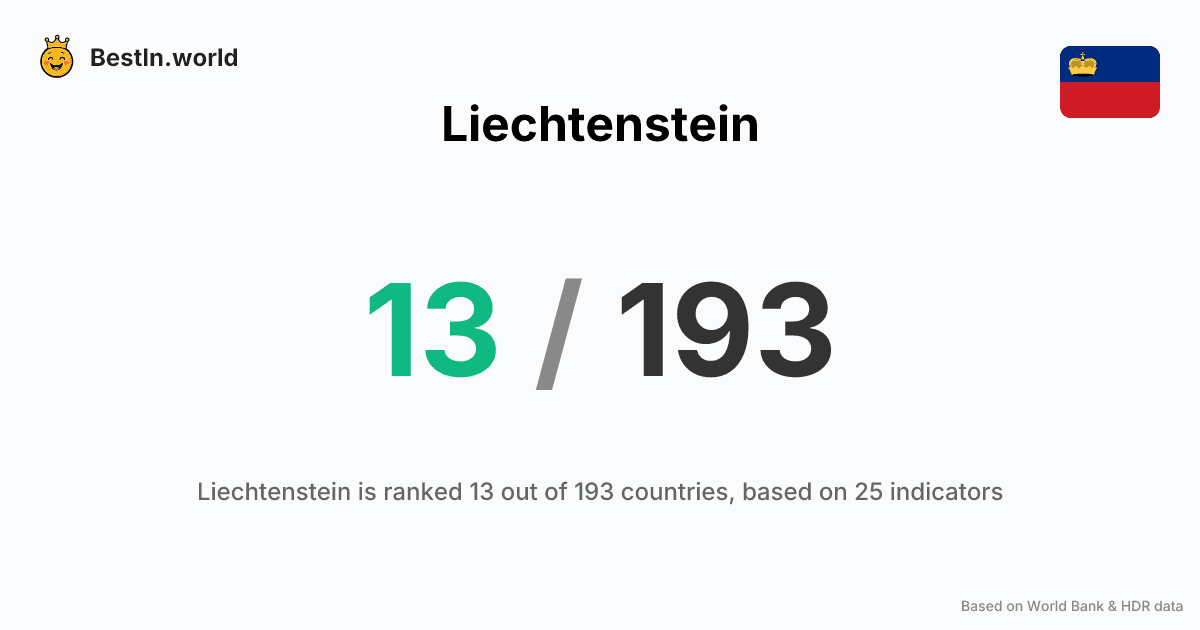 BestIn.world
Liechtenstein
13 / 193
Liechtenstein is ranked 13 out of 193 countries, based on 25 indicators
Based on World Bank & HDR data